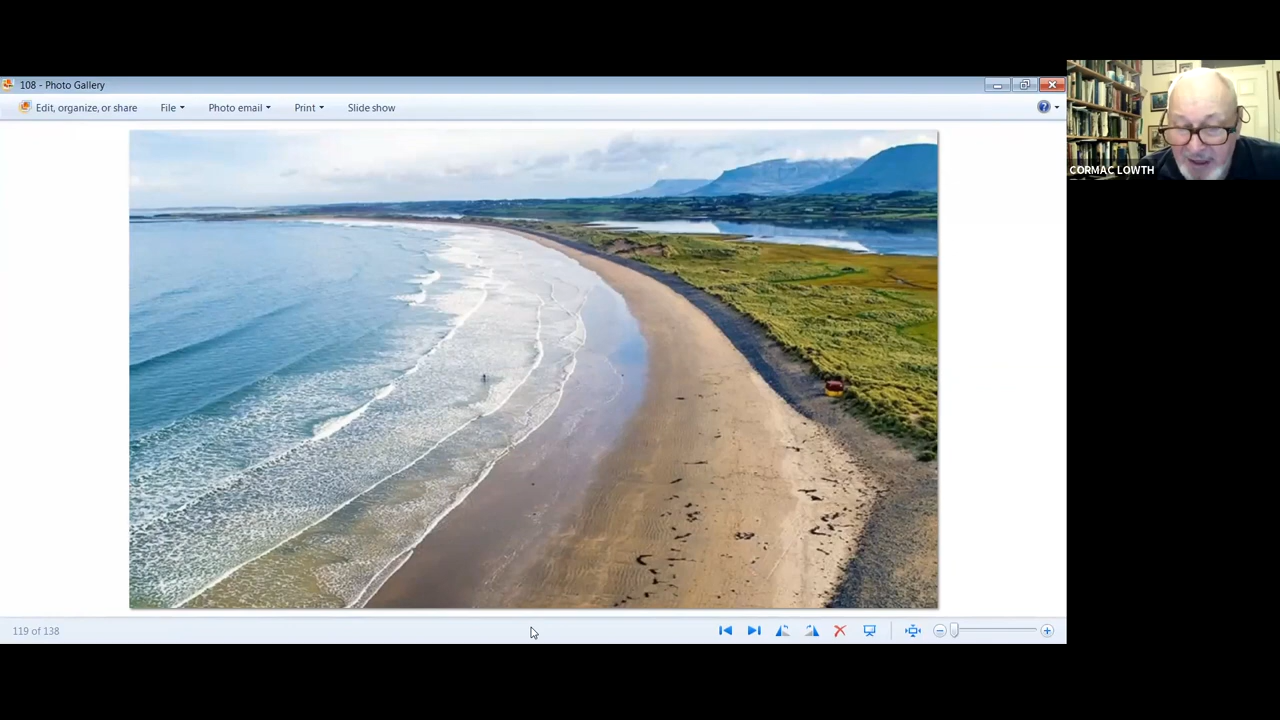 108 - Photo Gallery
Edit, organize, or share File Photo email Print Slide show
CORMAC LOWTH
119 of 138